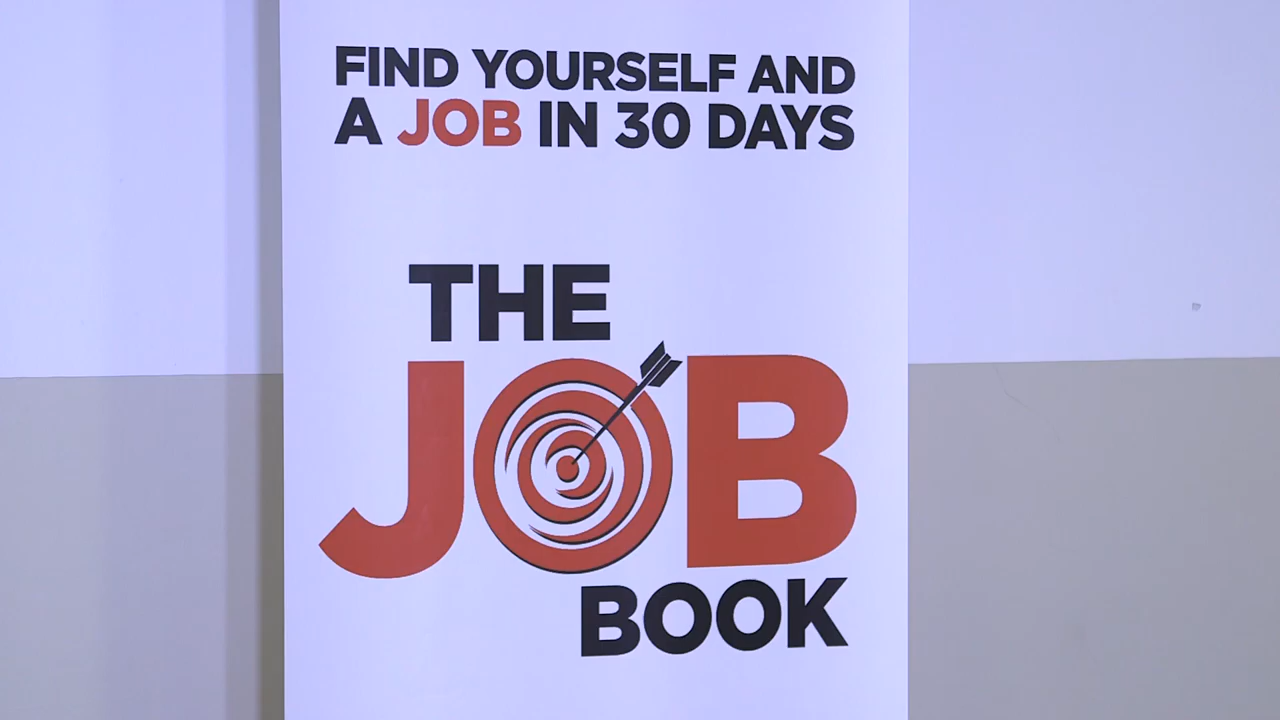 FIND YOURSELF AND
A JOB IN 30 DAYS
THE
JOB
BOOK